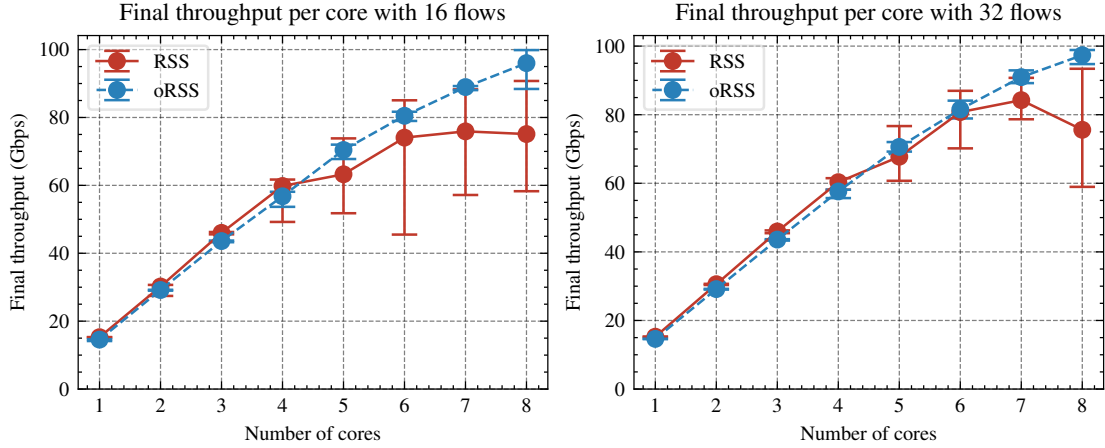 Final throughput per core with 16 flows
Final throughput (Gbps)
100
80
60
40
20
0
RSS
oRSS
1 2 3 4 5 6 7 8
Number of cores
Final throughput per core with 32 flows
Final throughput (Gbps)
100
80
60
40
20
0
RSS
oRSS
1 2 3 4 5 6 7 8
Number of cores